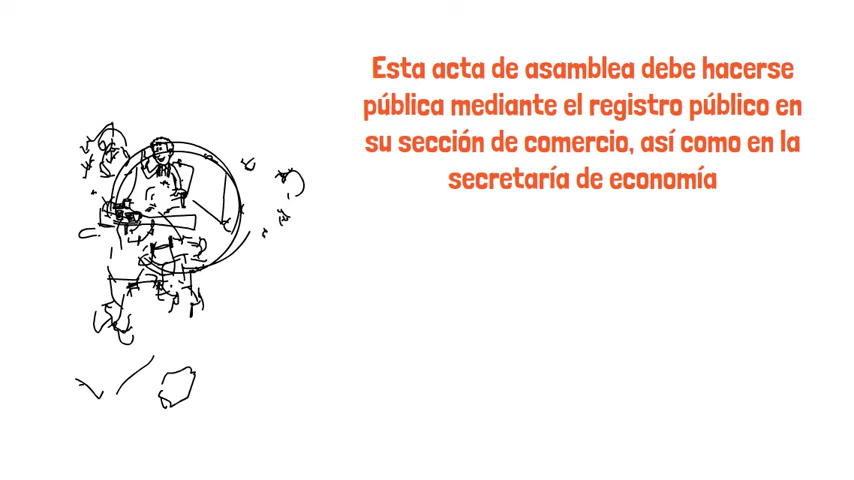 Esta acta de asamblea debe hacerse
pública mediante el registro público en
su sección de comercio, así como en la
secretaría de economía